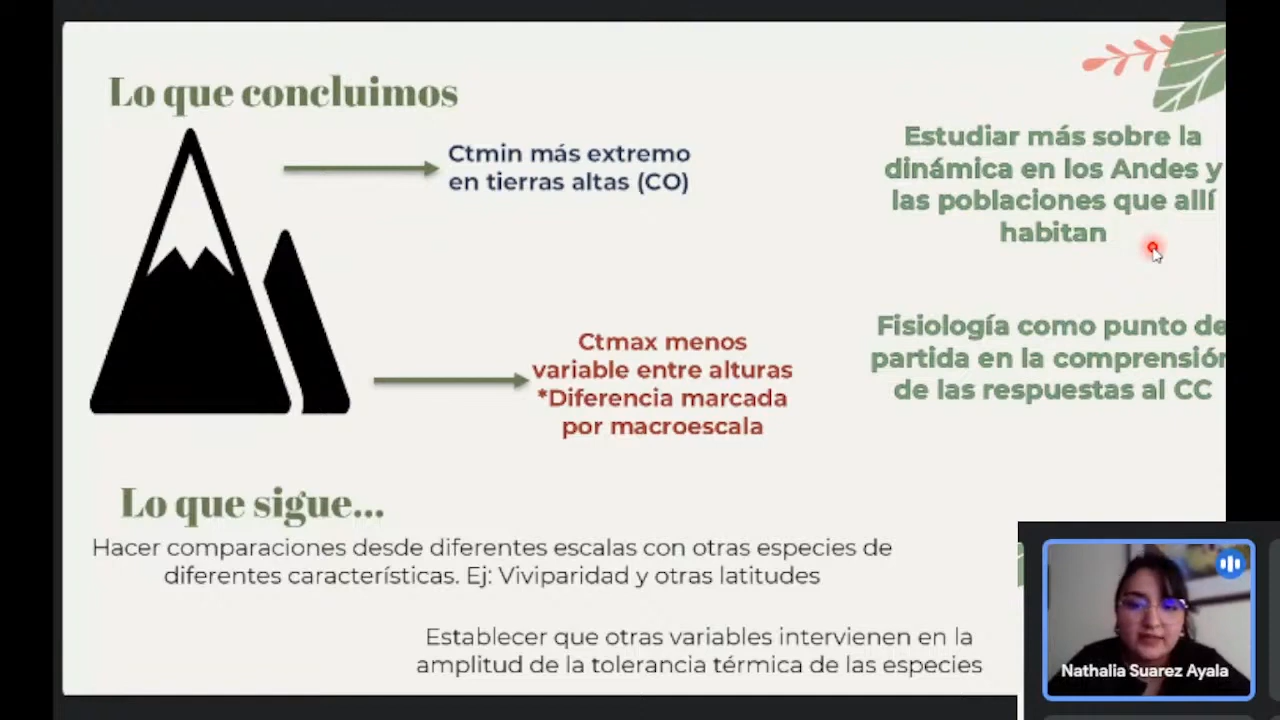 Lo que concluimos
Ctmin más extremo
en tierras altas (CO)
Ctmax menos
variable entre alturas
*Diferencia marcada
por macroescala
Estudiar más sobre la
dinámica en los Andes y
las poblaciones que allí
habitan
Fisiología como punto de
partida en la comprensión
de las respuestas al CC
Lo que sigue...
Hacer comparaciones desde diferentes escalas con otras especies de
diferentes características. Ej: Viviparidad y otras latitudes
Establecer que otras variables intervienen en la
amplitud de la tolerancia térmica de las especies
Nathalia Suarez Ayala